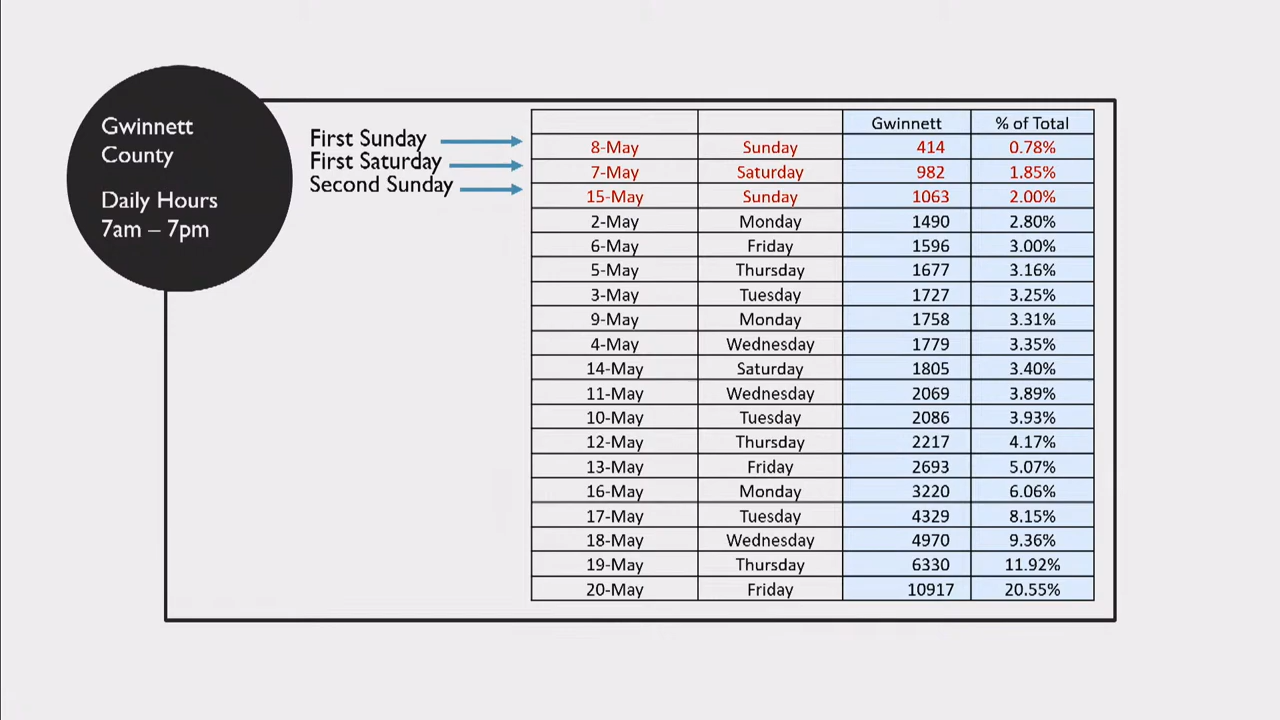 Gwinnett
County
Daily Hours
7am – 7pm
First Sunday
First Saturday
Second Sunday
Gwinnett % of Total
8-May Sunday 414 0.78%
7-May Saturday 982 1.85%
15-May Sunday 1063 2.00%
2-May Monday 1490 2.80%
6-May Friday 1596 3.00%
5-May Thursday 1677 3.16%
3-May Tuesday 1727 3.25%
9-May Monday 1758 3.31%
4-May Wednesday 1779 3.35%
14-May Saturday 1805 3.40%
11-May Wednesday 2069 3.89%
10-May Tuesday 2086 3.93%
12-May Thursday 2217 4.17%
13-May Friday 2693 5.07%
16-May Monday 3220 6.06%
17-May Tuesday 4329 8.15%
18-May Wednesday 4970 9.36%
19-May Thursday 6330 11.92%
20-May Friday 10917 20.55%